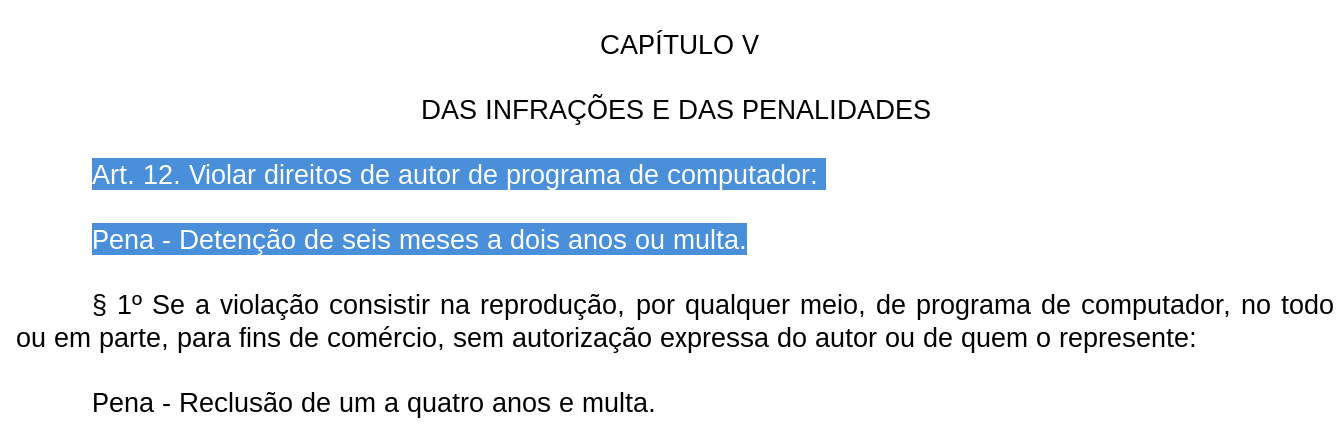 CAPÍTULO V
DAS INFRAÇÕES E DAS PENALIDADES
Art. 12. Violar direitos de autor de programa de computador:
Pena - Detenção de seis meses a dois anos ou multa.
§ 1º Se a violação consistir na reprodução, por qualquer meio, de programa de computador, no todo
ou em parte, para fins de comércio, sem autorização expressa do autor ou de quem o represente:
Pena - Reclusão de um a quatro anos e multa.